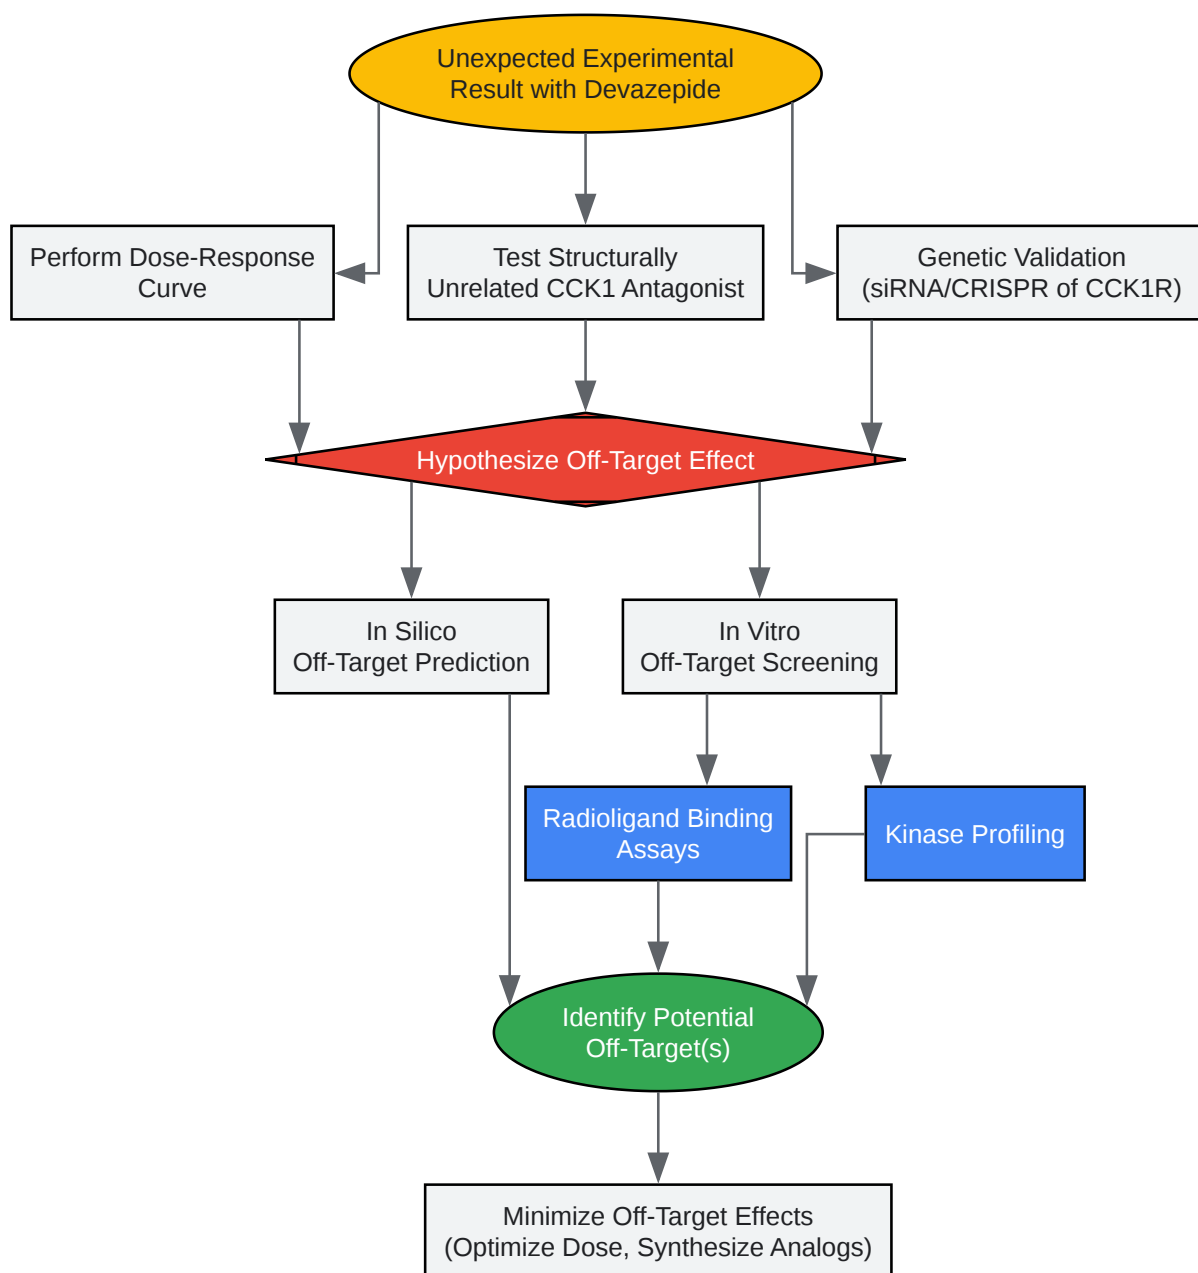 Unexpected Experimental
Result with Devazepide
Perform Dose-Response
Curve
Test Structurally
Unrelated CCK1 Antagonist
Genetic Validation
(siRNA/CRISPR of CCK1R)
Hypothesize Off-Target Effect
In Silico
Off-Target Prediction
In Vitro
Off-Target Screening
Radioligand Binding
Assays
Kinase Profiling
Identify Potential
Off-Target(s)
Minimize Off-Target Effects
(Optimize Dose, Synthesize Analogs)